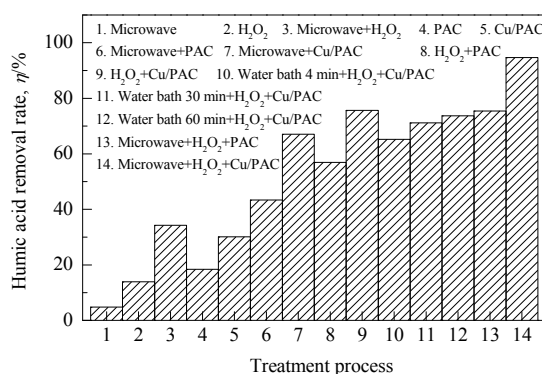 100
80
60
40
20
0
Humic acid removal rate, η/%
1. Microwave 2. H₂O₂ 3. Microwave+H₂O₂ 4. PAC 5. Cu/PAC
6. Microwave+PAC 7. Microwave+Cu/PAC 8. H₂O₂+PAC
9. H₂O₂+Cu/PAC 10. Water bath 4 min+H₂O₂+Cu/PAC
11. Water bath 30 min+H₂O₂+Cu/PAC
12. Water bath 60 min+H₂O₂+Cu/PAC
13. Microwave+H₂O₂+PAC
14. Microwave+H₂O₂+Cu/PAC
1 2 3 4 5 6 7 8 9 10 11 12 13 14
Treatment process